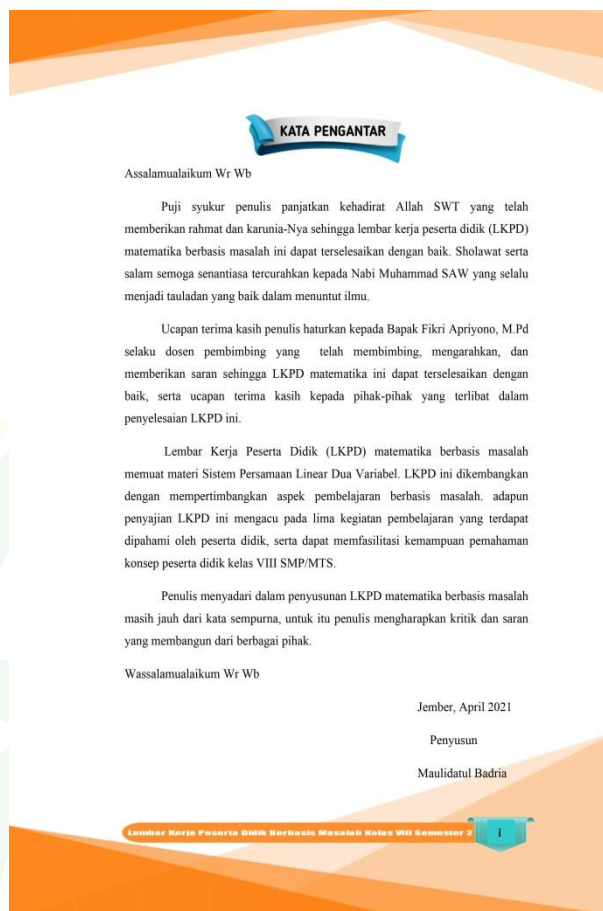 KATA PENGANTAR
Assalamualaikum Wr Wb
Puji syukur penulis panjatkan kehadirat Allah SWT yang telah
memberikan rahmat dan karunia-Nya sehingga lembar kerja peserta didik (LKPD)
matematika berbasis masalah ini dapat terselesaikan dengan baik. Sholawat serta
salam semoga senantiasa tercurahkan kepada Nabi Muhammad SAW yang selalu
menjadi tauladan yang baik dalam menuntut ilmu.
Ucapan terima kasih penulis haturkan kepada Bapak Fikri Apriyono, M.Pd
selaku dosen pembimbing yang telah membimbing, mengarahkan, dan
memberikan saran sehingga LKPD matematika ini dapat terselesaikan dengan
baik, serta ucapan terima kasih kepada pihak-pihak yang terlibat dalam
penyelesaian LKPD ini.
Lembar Kerja Peserta Didik (LKPD) matematika berbasis masalah
memuat materi Sistem Persamaan Linear Dua Variabel. LKPD ini dikembangkan
dengan mempertimbangkan aspek pembelajaran berbasis masalah. adapun
penyajian LKPD ini mengacu pada lima kegiatan pembelajaran yang terdapat
dipahami oleh peserta didik, serta dapat memfasilitasi kemampuan pemahaman
konsep peserta didik kelas VIII SMP/MTS.
Penulis menyadari dalam penyusunan LKPD matematika berbasis masalah
masih jauh dari kata sempurna, untuk itu penulis mengharapkan kritik dan saran
yang membangun dari berbagai pihak.
Wassalamualaikum Wr Wb
Jember, April 2021
Penyusun
Maulidatul Badria
Lembar Kerja Peserta Didik Berbasis Masalah Kelas VIII Semester 2
i